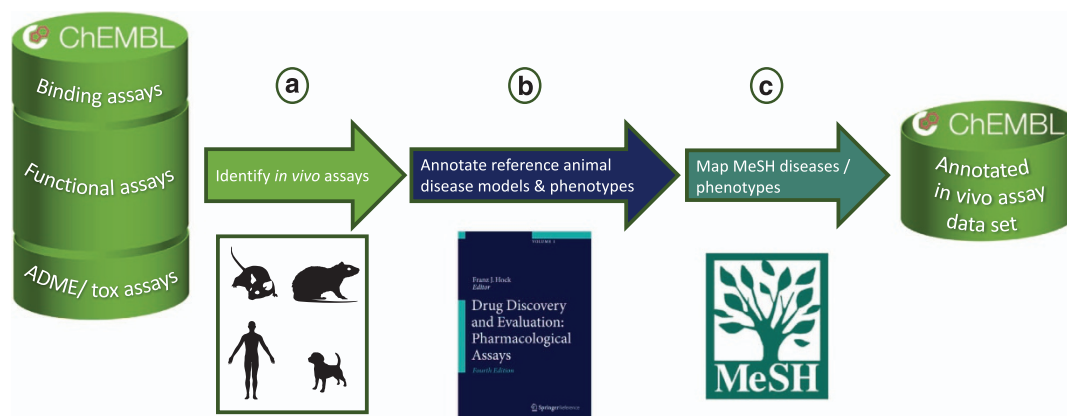 ChEMBL
Binding assays
Functional assays
ADME/ tox assays
a
Identify in vivo assays
b
Annotate reference animal
disease models & phenotypes
VOLUME 1
Franz J. Hock
Editor
Drug Discovery
and Evaluation:
Pharmacological
Assays
Fourth Edition
Springer Reference
c
Map MeSH diseases /
phenotypes
MeSH
ChEMBL
Annotated
in vivo assay
data set